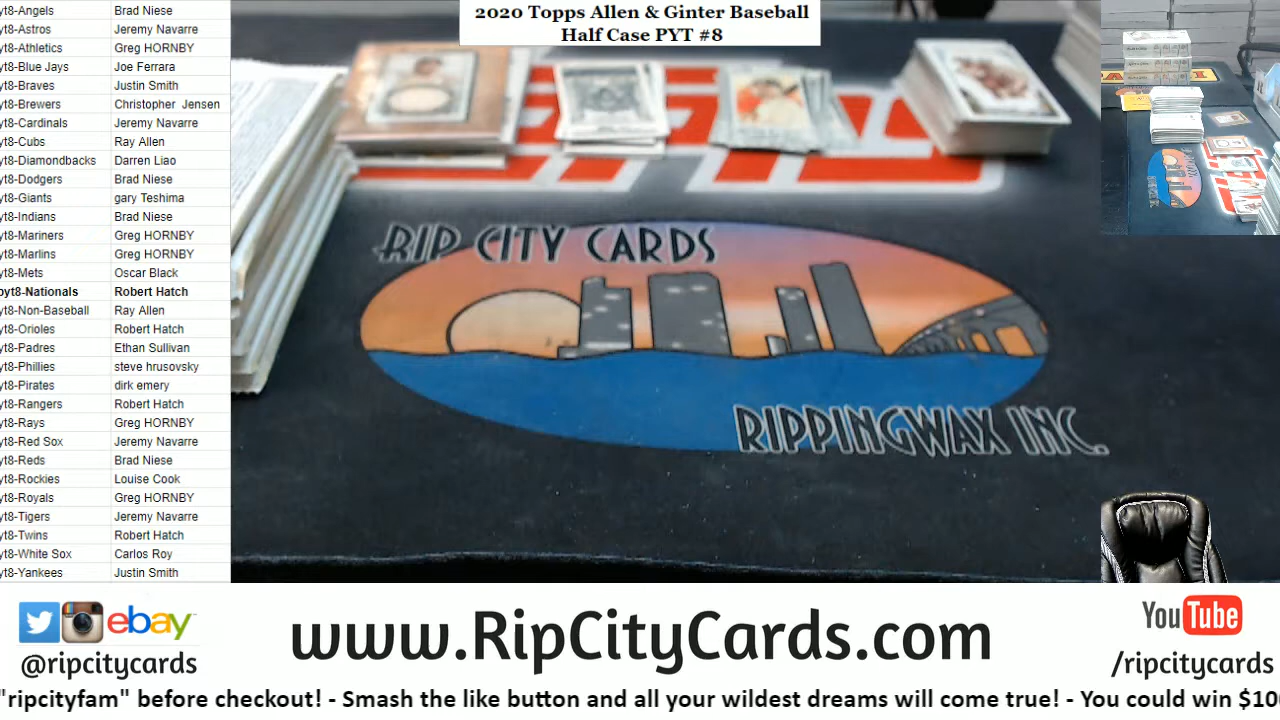 2020 Topps Allen & Ginter Baseball
Half Case PYT #8
yt8-Angels Brad Niese
yt8-Astros Jeremy Navarre
yt8-Athletics Greg HORNBY
yt8-Blue Jays Joe Ferrara
yt8-Braves Justin Smith
yt8-Brewers Christopher Jensen
yt8-Cardinals Jeremy Navarre
yt8-Cubs Ray Allen
yt8-Diamondbacks Darren Liao
yt8-Dodgers Brad Niese
yt8-Giants gary Teshima
yt8-Indians Brad Niese
yt8-Mariners Greg HORNBY
yt8-Marlins Greg HORNBY
yt8-Mets Oscar Black
pyt8-Nationals Robert Hatch
yt8-Non-Baseball Ray Allen
yt8-Orioles Robert Hatch
yt8-Padres Ethan Sullivan
yt8-Phillies steve hrusovsky
yt8-Pirates dirk emery
yt8-Rangers Robert Hatch
yt8-Rays Greg HORNBY
yt8-Red Sox Jeremy Navarre
yt8-Reds Brad Niese
yt8-Rockies Louise Cook
yt8-Royals Greg HORNBY
yt8-Tigers Jeremy Navarre
yt8-Twins Robert Hatch
yt8-White Sox Carlos Roy
yt8-Yankees Justin Smith
RIP CITY CARDS
RIPPINGWAX INC.
ebay
@ripcitycards
www.RipCityCards.com
YouTube
/ripcitycards
"ripcityfam" before checkout! - Smash the like button and all your wildest dreams will come true! - You could win $10